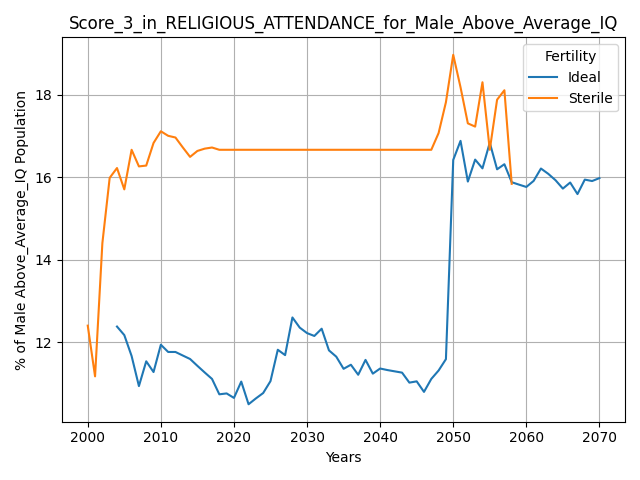 Score_3_in_RELIGIOUS_ATTENDANCE_for_Male_Above_Average_IQ
Fertility
Ideal
Sterile
% of Male Above_Average_IQ Population
18
16
14
12
2000 2010 2020 2030 2040 2050 2060 2070
Years